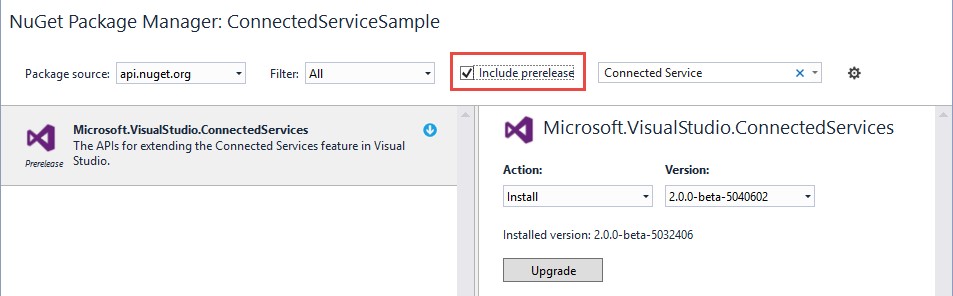 NuGet Package Manager: ConnectedServiceSample
Package source: api.nuget.org Filter: All Include prerelease Connected Service
Microsoft.VisualStudio.ConnectedServices
The APIs for extending the Connected Services feature in Visual
Studio.
Prerelease
Microsoft.VisualStudio.ConnectedServices
Action: Version:
Install 2.0.0-beta-5040602
Installed version: 2.0.0-beta-5032406
Upgrade